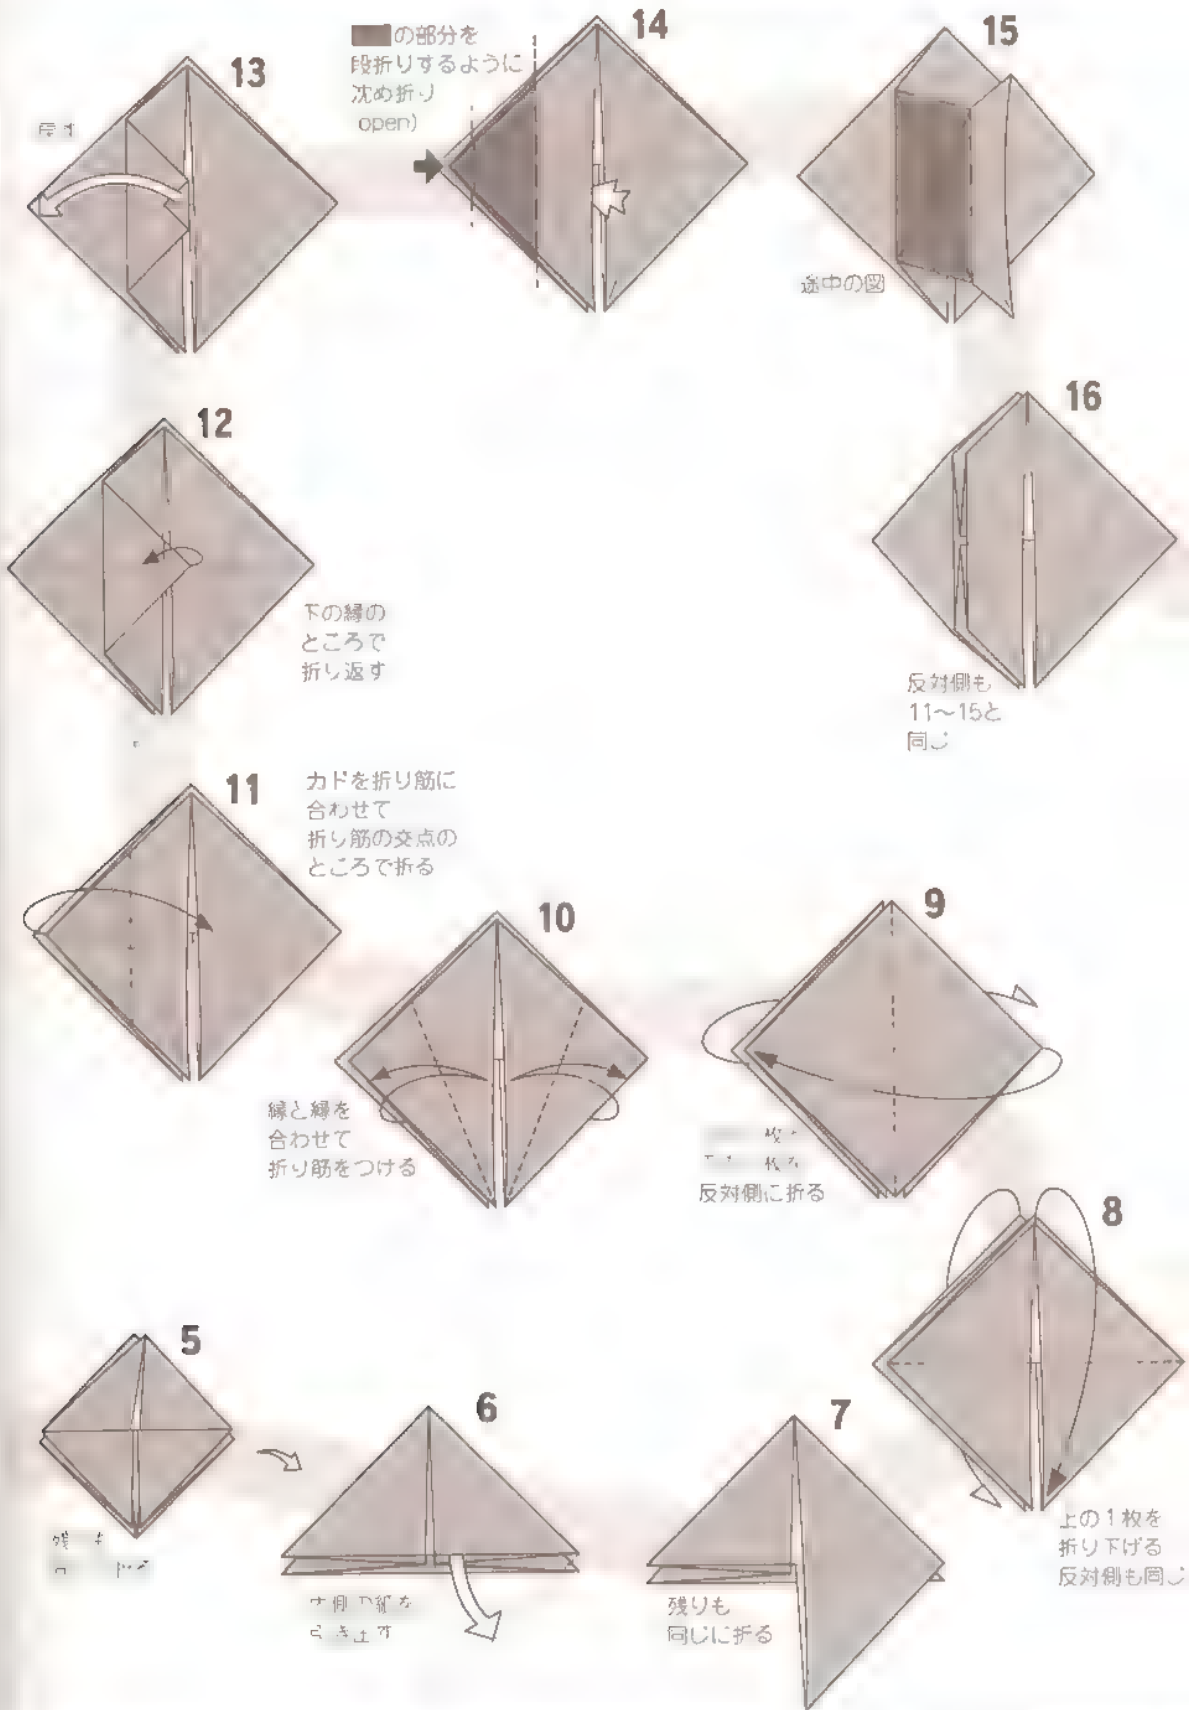 13
戻す
14
の部分を
段折りするように
沈め折り
open)
15
途中の図
12
下の縁の
ところで
折り返す
16
反対側も
11〜15と
同じ
11
カドを折り筋に
合わせて
折り筋の交点の
ところで折る
10
縁と縁を
合わせて
折り筋をつける
9
反対側に折る
8
上の1枚を
折り下げる
反対側も同じ
5
6
7
残りも
同じに折る